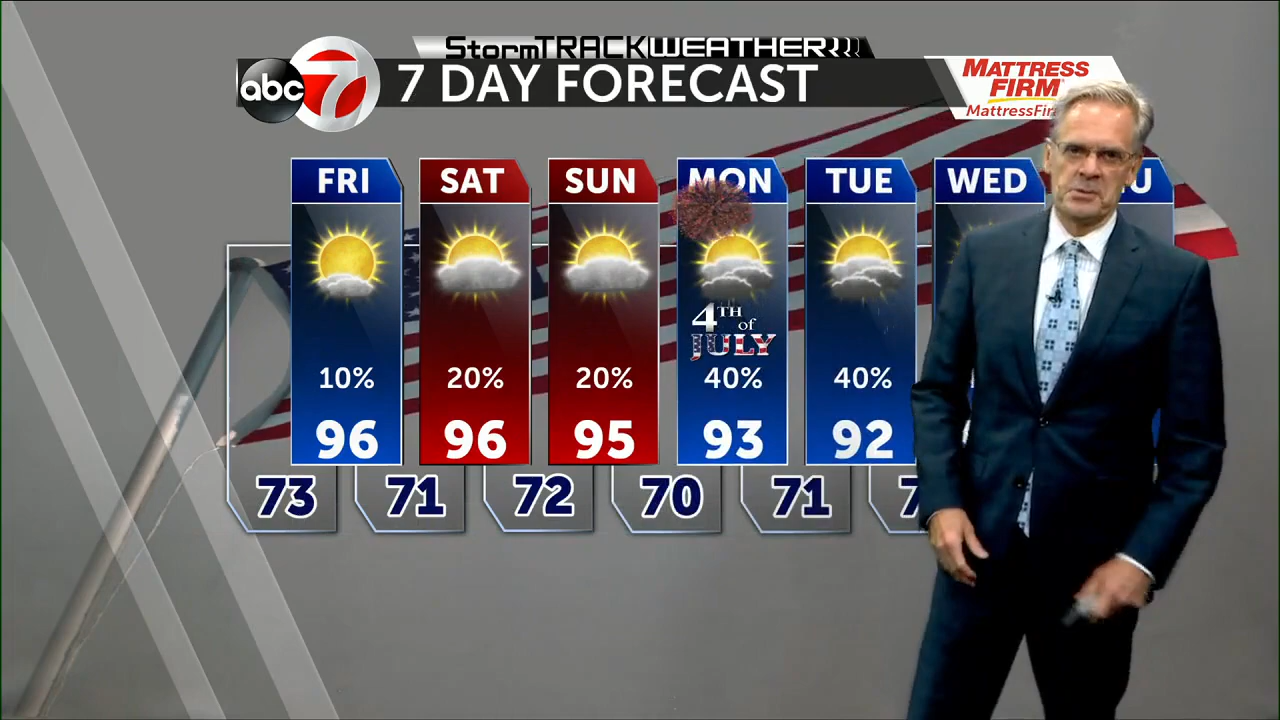 StormTRACKWEATHER
abc 7
7 DAY FORECAST
MATTRESS
FIRM
FRI SAT SUN MON TUE WED
4TH
of
JULY
10% 20% 20% 40% 40%
96 96 95 93 92
73 71 72 70 71